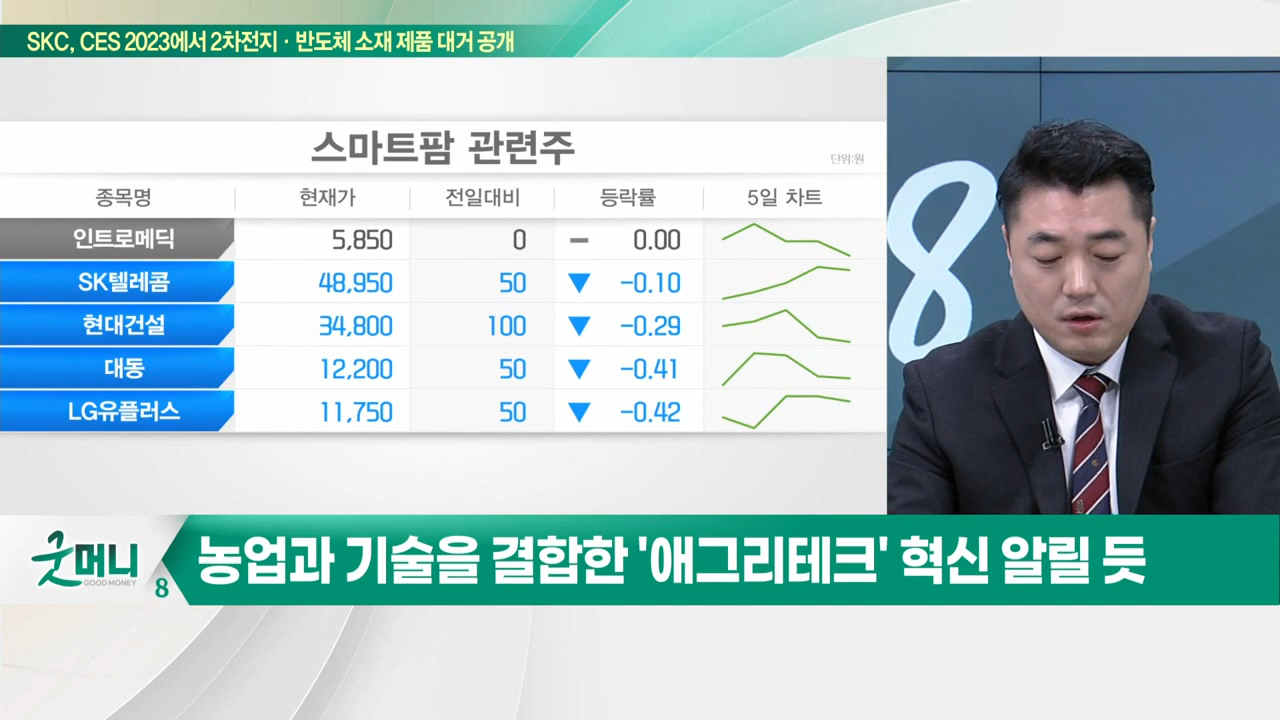 SKC, CES 2023에서 2차전지 · 반도체 소재 제품 대거 공개
스마트팜 관련주
단위:원
종목명 현재가 전일대비 등락률 5일 차트
인트로메딕 5,850 0 － 0.00
SK텔레콤 48,950 50 ▼ -0.10
현대건설 34,800 100 ▼ -0.29
대동 12,200 50 ▼ -0.41
LG유플러스 11,750 50 ▼ -0.42
8
굿머니
GOOD MONEY
8
농업과 기술을 결합한 '애그리테크' 혁신 알릴 듯